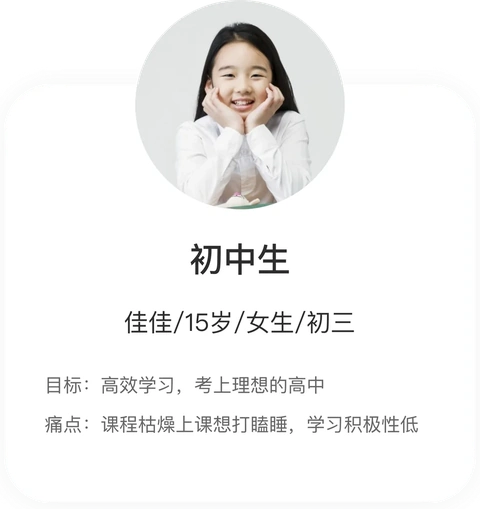 初中生
佳佳/15岁/女生/初三
目标：高效学习，考上理想的高中
痛点：课程枯燥上课想打瞌睡，学习积极性低